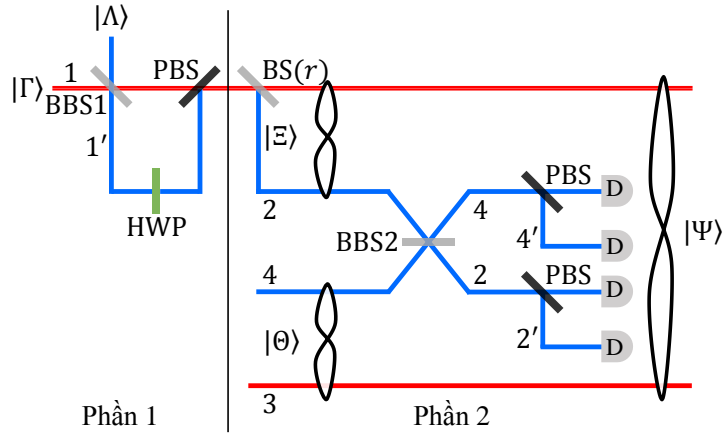 |Λ⟩
|Γ⟩ 1 PBS BS(r)
BBS1
1′ |Ξ⟩
HWP 2 4 PBS D
BBS2 4′ D |Ψ⟩
4 2 PBS D
|Θ⟩ 2′ D
3
Phần 1 Phần 2